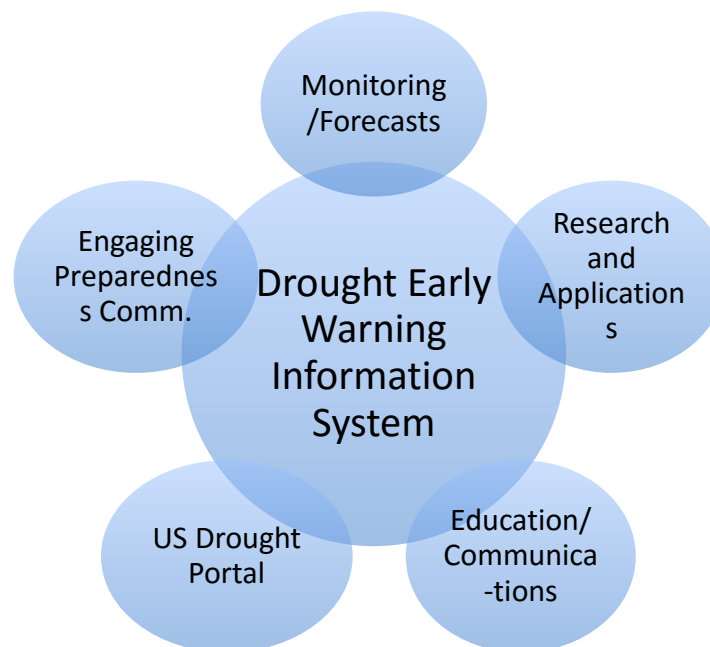 Monitoring
/Forecasts
Research
and
Application
s
Engaging
Preparednes
s Comm.
Drought Early
Warning
Information
System
US Drought
Portal
Education/
Communica
-tions